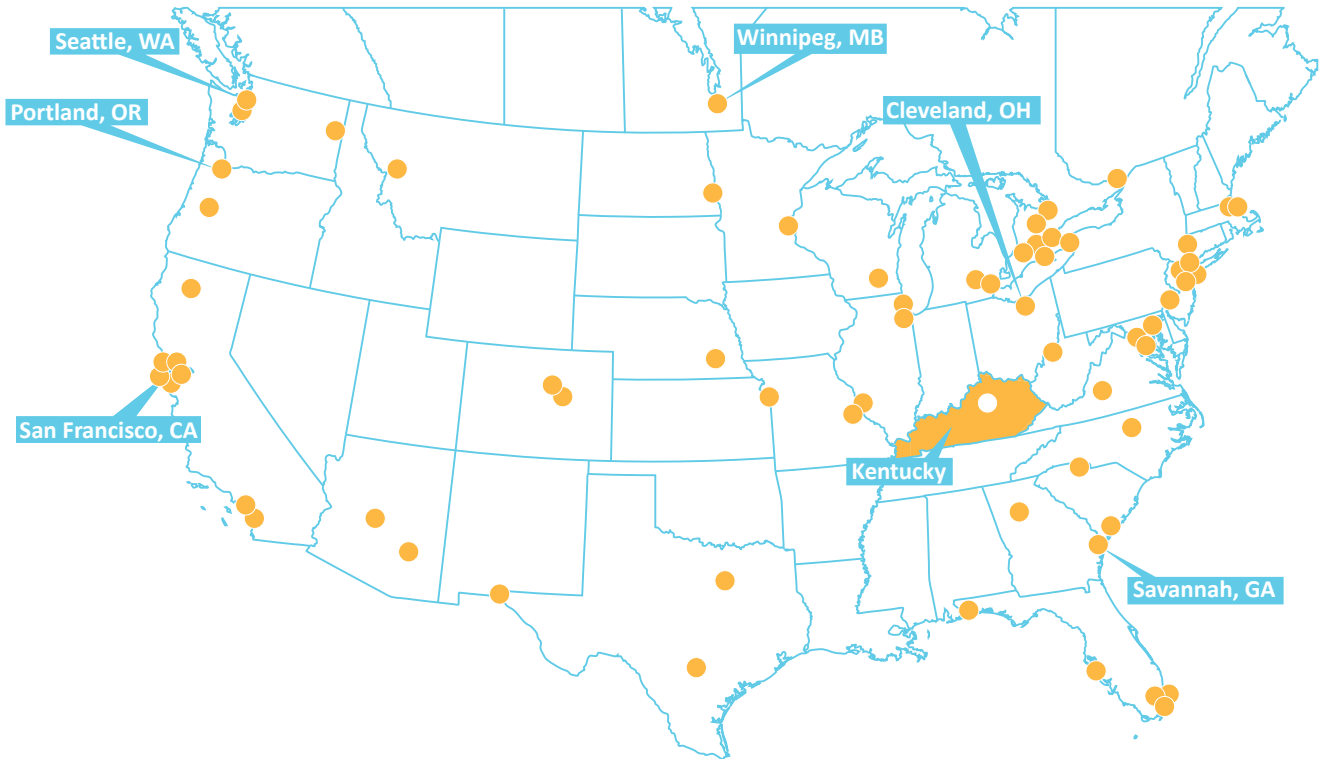 Seattle, WA
Winnipeg, MB
Portland, OR
Cleveland, OH
San Francisco, CA
Kentucky
Savannah, GA